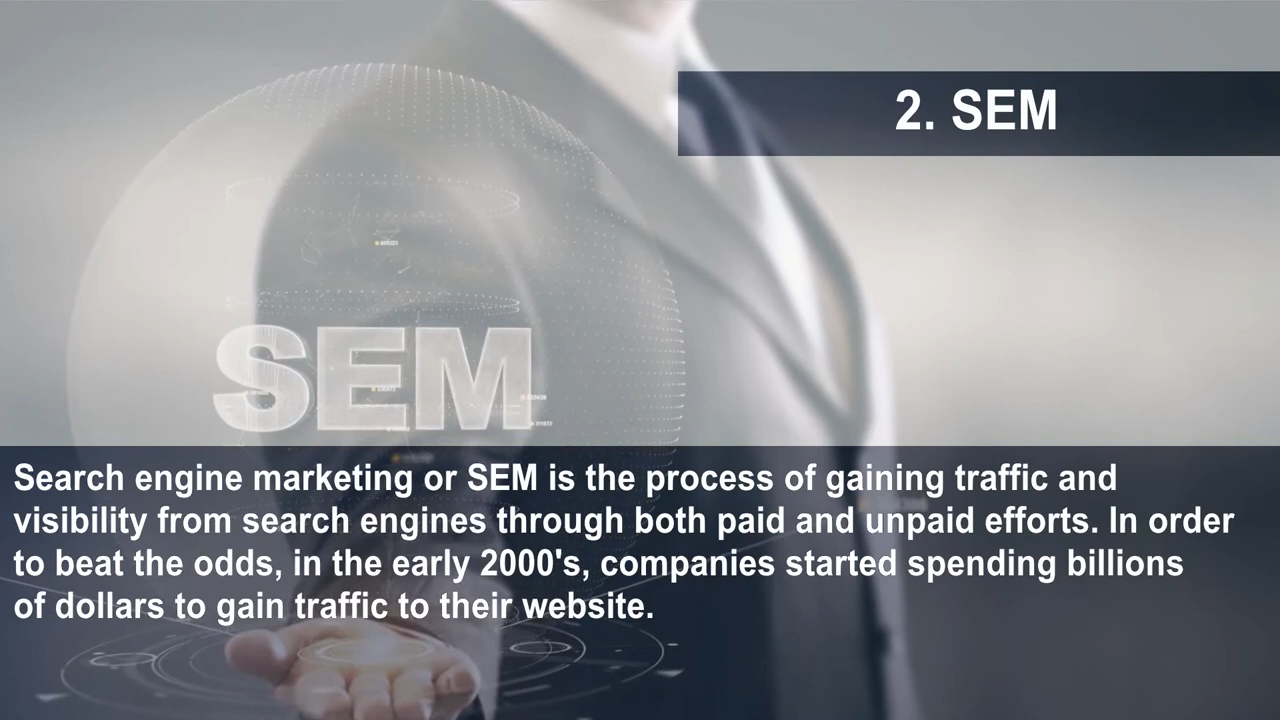 2. SEM
SEM
Search engine marketing or SEM is the process of gaining traffic and
visibility from search engines through both paid and unpaid efforts. In order
to beat the odds, in the early 2000's, companies started spending billions
of dollars to gain traffic to their website.